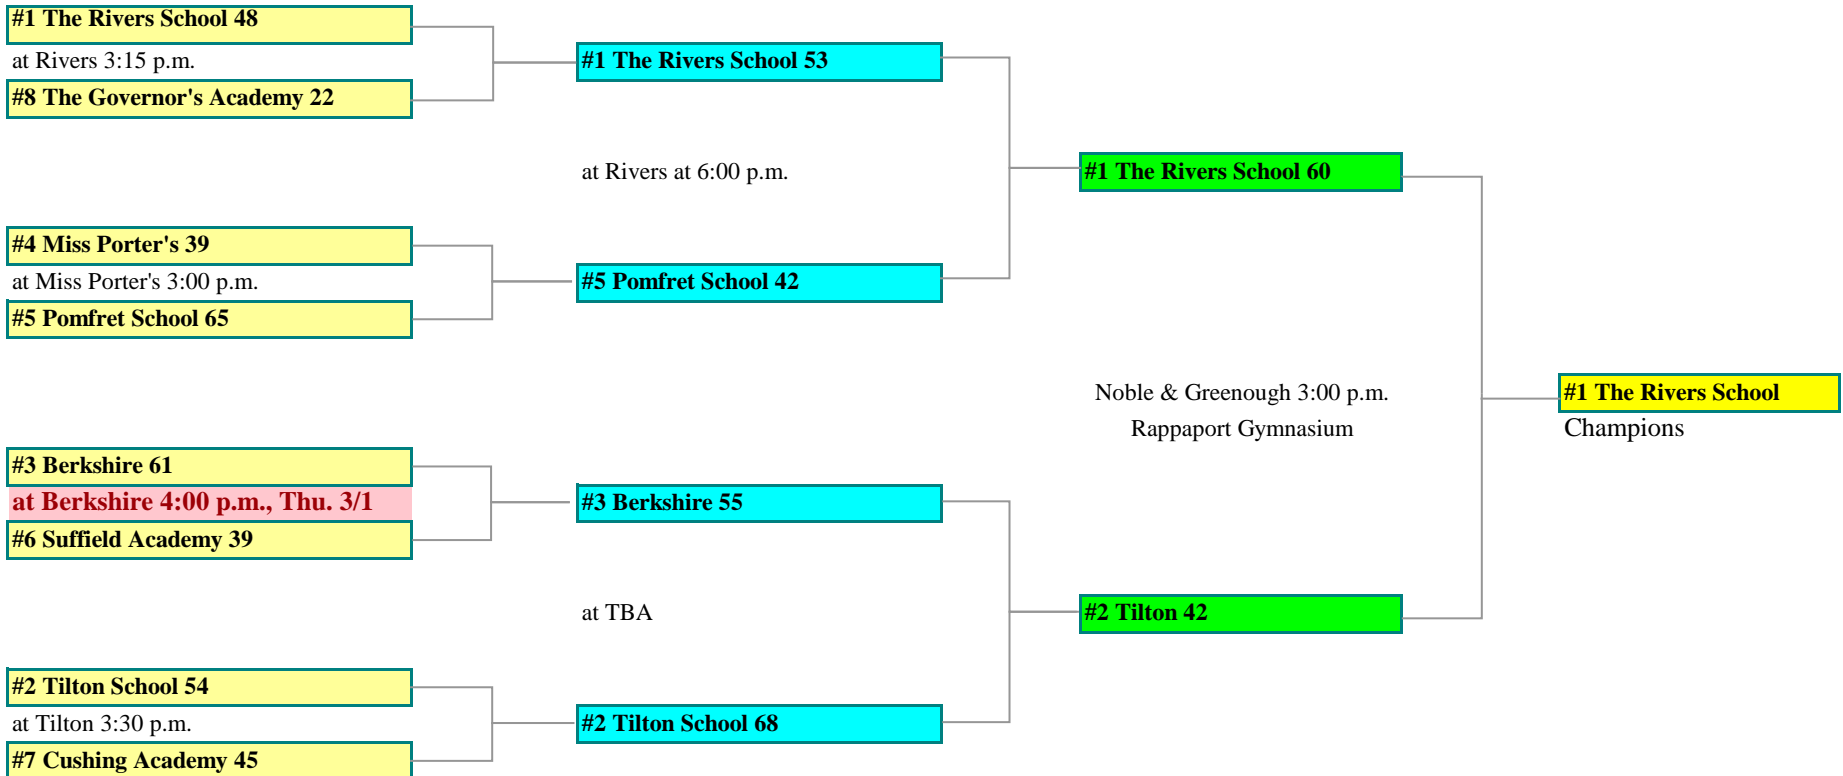 #1 The Rivers School 48
at Rivers 3:15 p.m.
#8 The Governor's Academy 22
#1 The Rivers School 53
at Rivers at 6:00 p.m.
#1 The Rivers School 60
#4 Miss Porter's 39
at Miss Porter's 3:00 p.m.
#5 Pomfret School 65
#5 Pomfret School 42
Noble & Greenough 3:00 p.m.
Rappaport Gymnasium
#1 The Rivers School
Champions
#3 Berkshire 61
at Berkshire 4:00 p.m., Thu. 3/1
#6 Suffield Academy 39
#3 Berkshire 55
at TBA
#2 Tilton 42
#2 Tilton School 54
at Tilton 3:30 p.m.
#7 Cushing Academy 45
#2 Tilton School 68